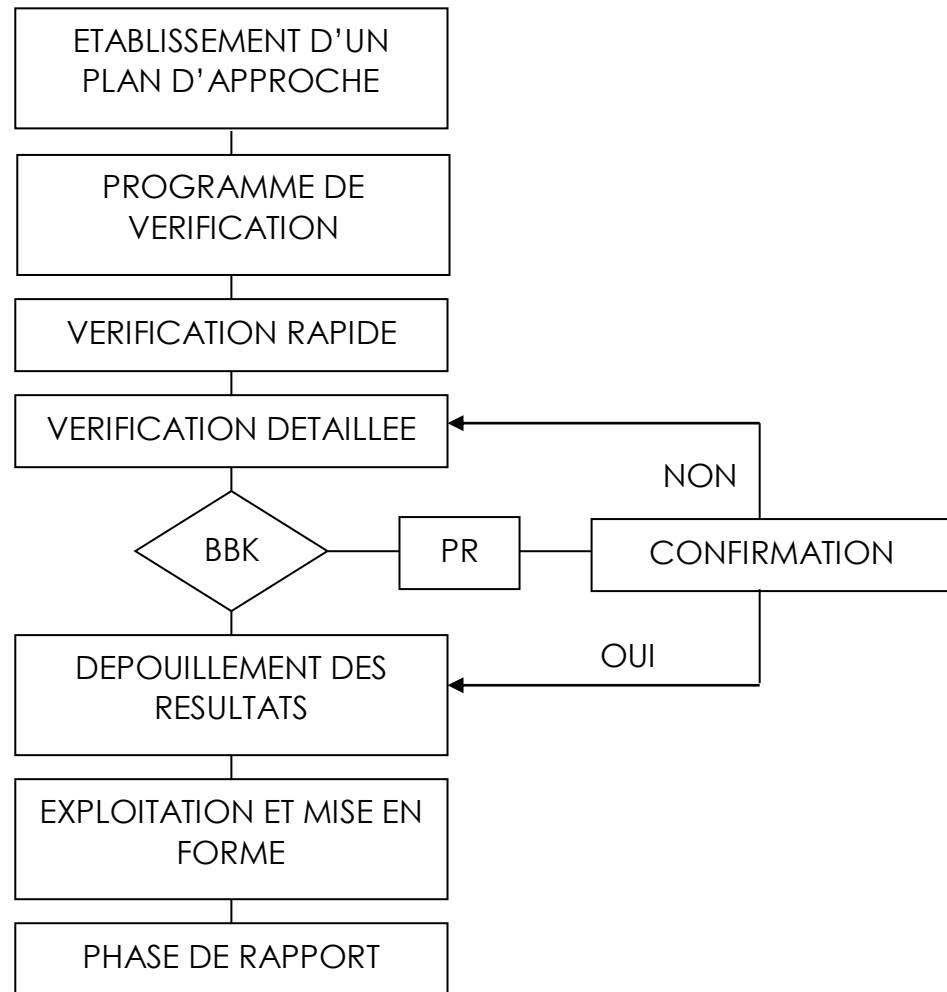 ETABLISSEMENT D’UN
PLAN D’APPROCHE
PROGRAMME DE
VERIFICATION
VERIFICATION RAPIDE
VERIFICATION DETAILLEE
NON
BBK
PR
CONFIRMATION
OUI
DEPOUILLEMENT DES
RESULTATS
EXPLOITATION ET MISE EN
FORME
PHASE DE RAPPORT